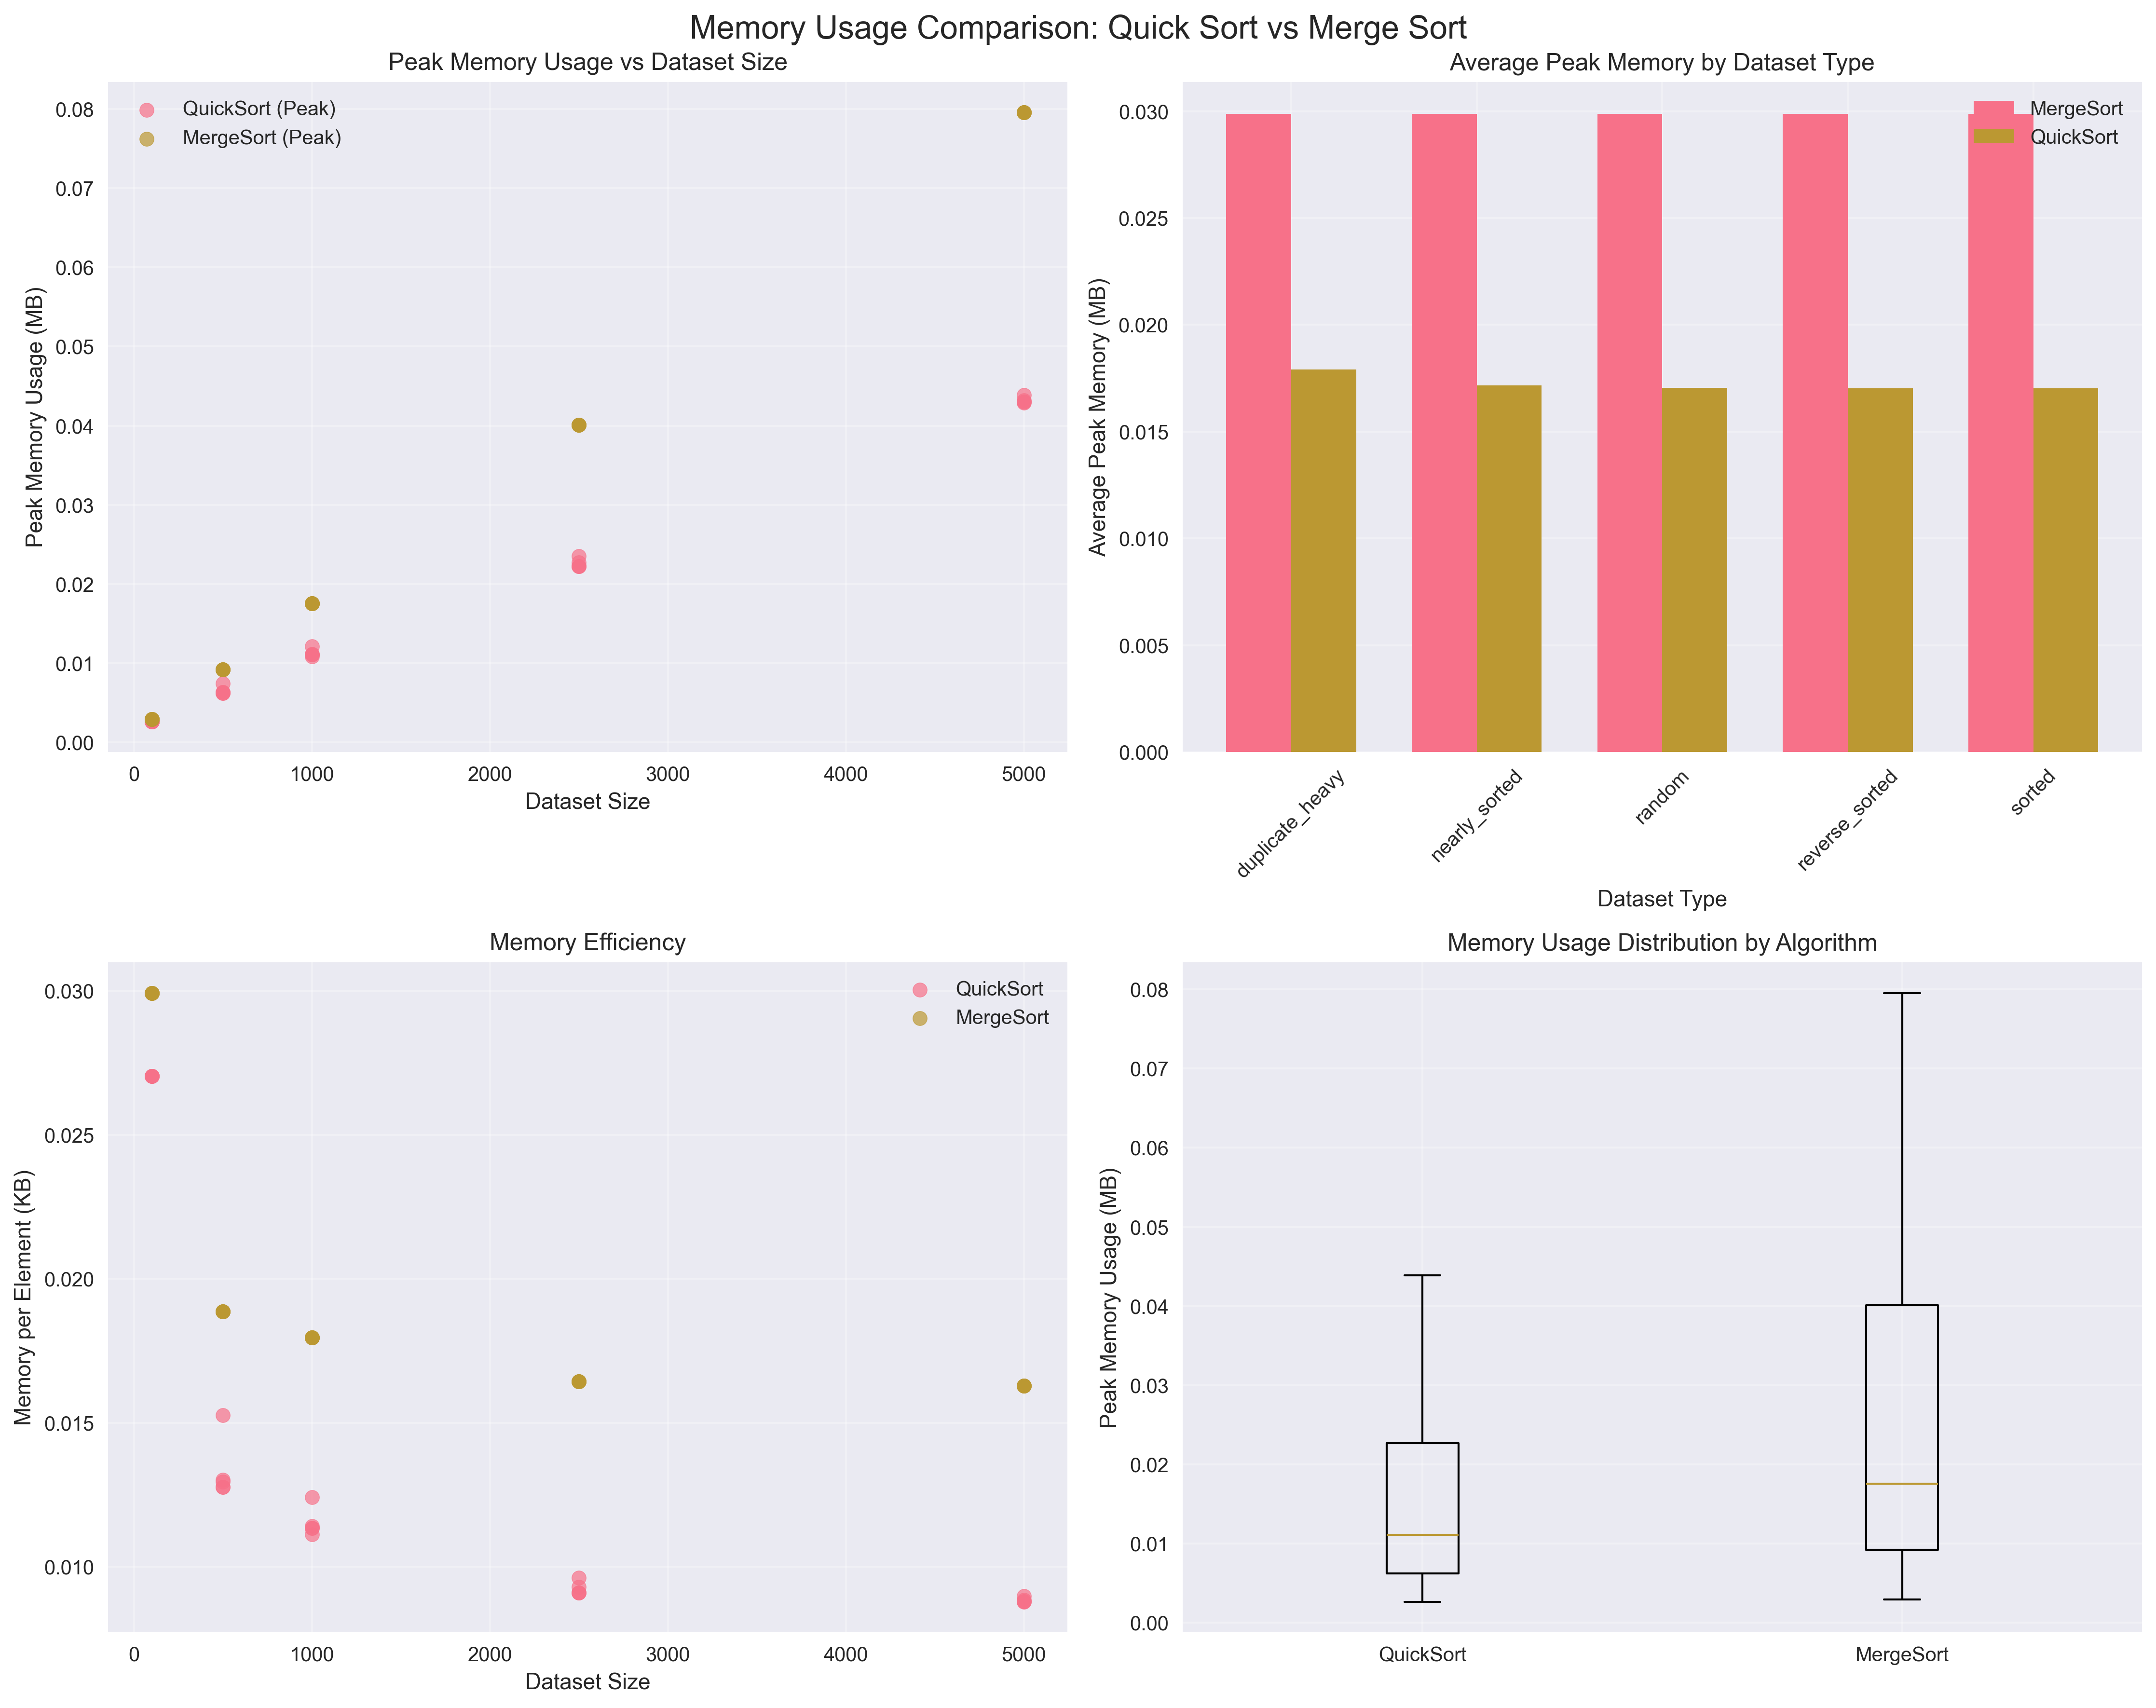 Memory Usage Comparison: Quick Sort vs Merge Sort
Peak Memory Usage vs Dataset Size
QuickSort (Peak)
MergeSort (Peak)
Peak Memory Usage (MB)
0.08
0.07
0.06
0.05
0.04
0.03
0.02
0.01
0.00
0 1000 2000 3000 4000 5000
Dataset Size
Average Peak Memory by Dataset Type
MergeSort
QuickSort
Average Peak Memory (MB)
0.030
0.025
0.020
0.015
0.010
0.005
0.000
duplicate_heavy nearly_sorted random reverse_sorted sorted
Dataset Type
Memory Efficiency
QuickSort
MergeSort
Memory per Element (KB)
0.030
0.025
0.020
0.015
0.010
0 1000 2000 3000 4000 5000
Dataset Size
Memory Usage Distribution by Algorithm
Peak Memory Usage (MB)
0.08
0.07
0.06
0.05
0.04
0.03
0.02
0.01
0.00
QuickSort MergeSort